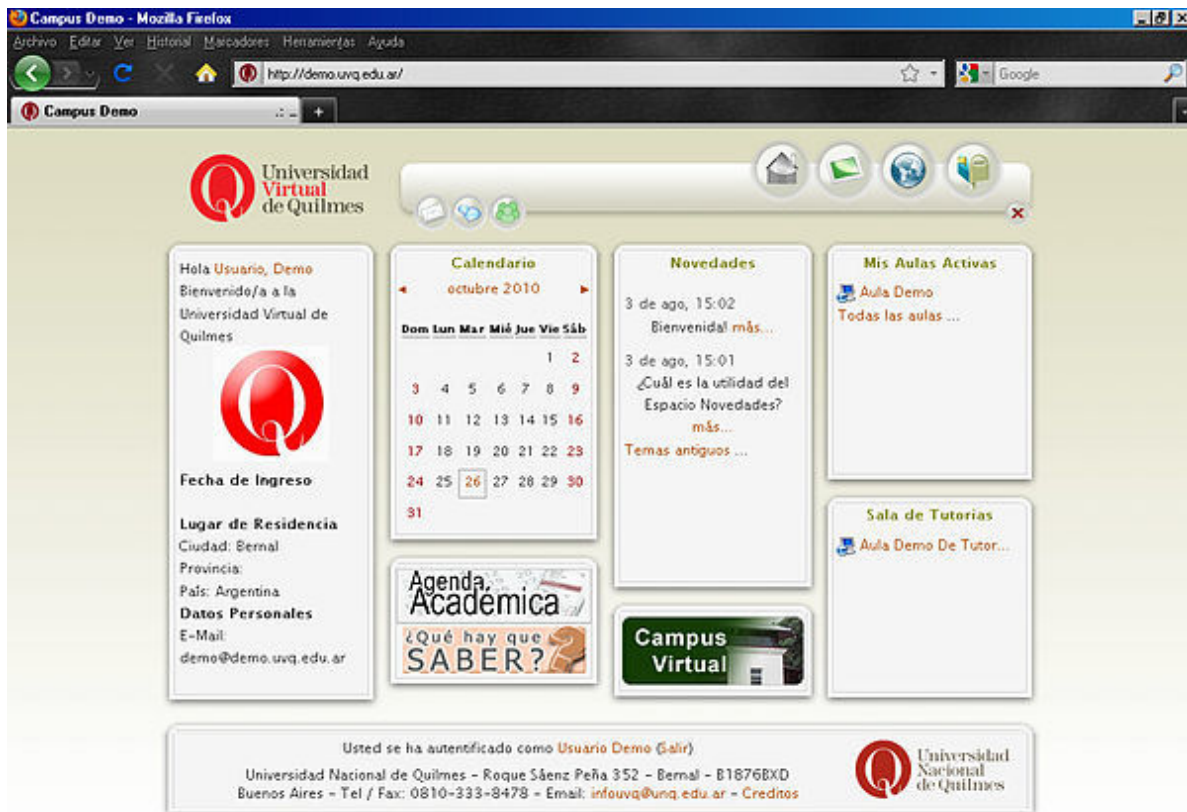 Campus Demo - Mozilla Firefox
Archivo Editar Ver Historial Marcadores Herramientas Ayuda
http://demo.uvq.edu.ar/
Google
Campus Demo
Universidad
Virtual
de Quilmes
Hola Usuario, Demo
Bienvenido/a a la
Universidad Virtual de
Quilmes
Fecha de Ingreso
Lugar de Residencia
Ciudad: Bernal
Provincia:
País: Argentina
Datos Personales
E-Mail:
demo@demo.uvq.edu.ar
Calendario
octubre 2010
Dom Lun Mar Mié Jue Vie Sáb
1 2
3 4 5 6 7 8 9
10 11 12 13 14 15 16
17 18 19 20 21 22 23
24 25 26 27 28 29 30
31
Agenda
Académica
¿Qué hay que
SABER?
Novedades
3 de ago, 15:02
Bienvenida! más...
3 de ago, 15:01
¿Cuál es la utilidad del
Espacio Novedades?
más...
Temas antiguos ...
Campus
Virtual
Mis Aulas Activas
Aula Demo
Todas las aulas ...
Sala de Tutorias
Aula Demo De Tutor...
Usted se ha autentificado como Usuario Demo (Salir)
Universidad Nacional de Quilmes - Roque Sáenz Peña 352 - Bernal - B1876BXD
Buenos Aires - Tel / Fax: 0810-333-8478 - Email: infouvq@unq.edu.ar - Creditos
Universidad
Nacional
de Quilmes